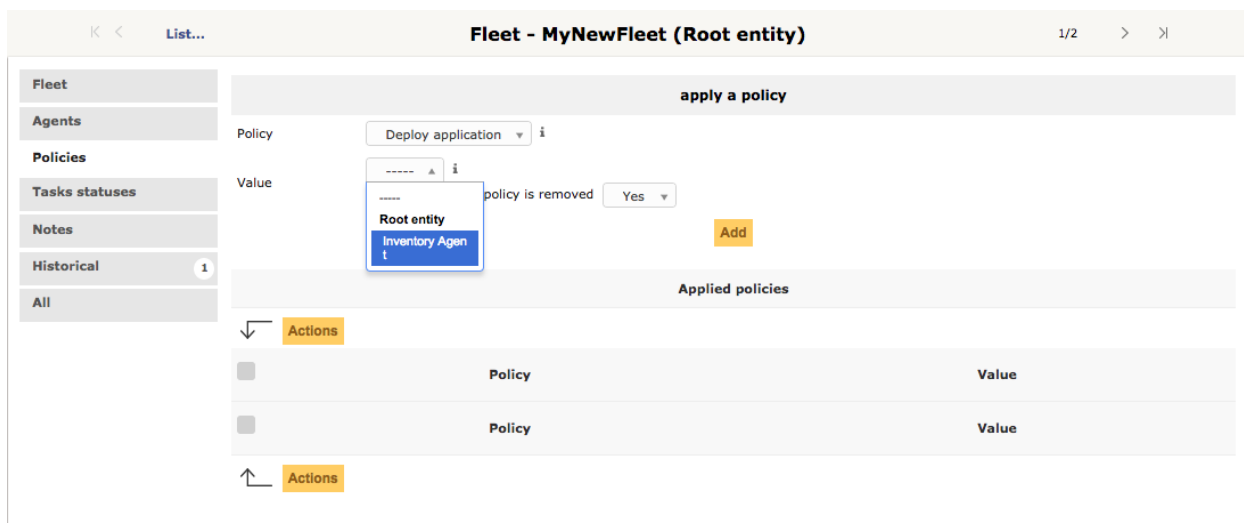 List...
Fleet - MyNewFleet (Root entity)
1/2
Fleet
Agents
Policies
Tasks statuses
Notes
Historical
1
All
apply a policy
Policy
Deploy application
i
Value
-----
i
-----
Root entity
Inventory Agen
t
policy is removed
Yes
Add
Applied policies
Actions
Policy
Value
Policy
Value
Actions